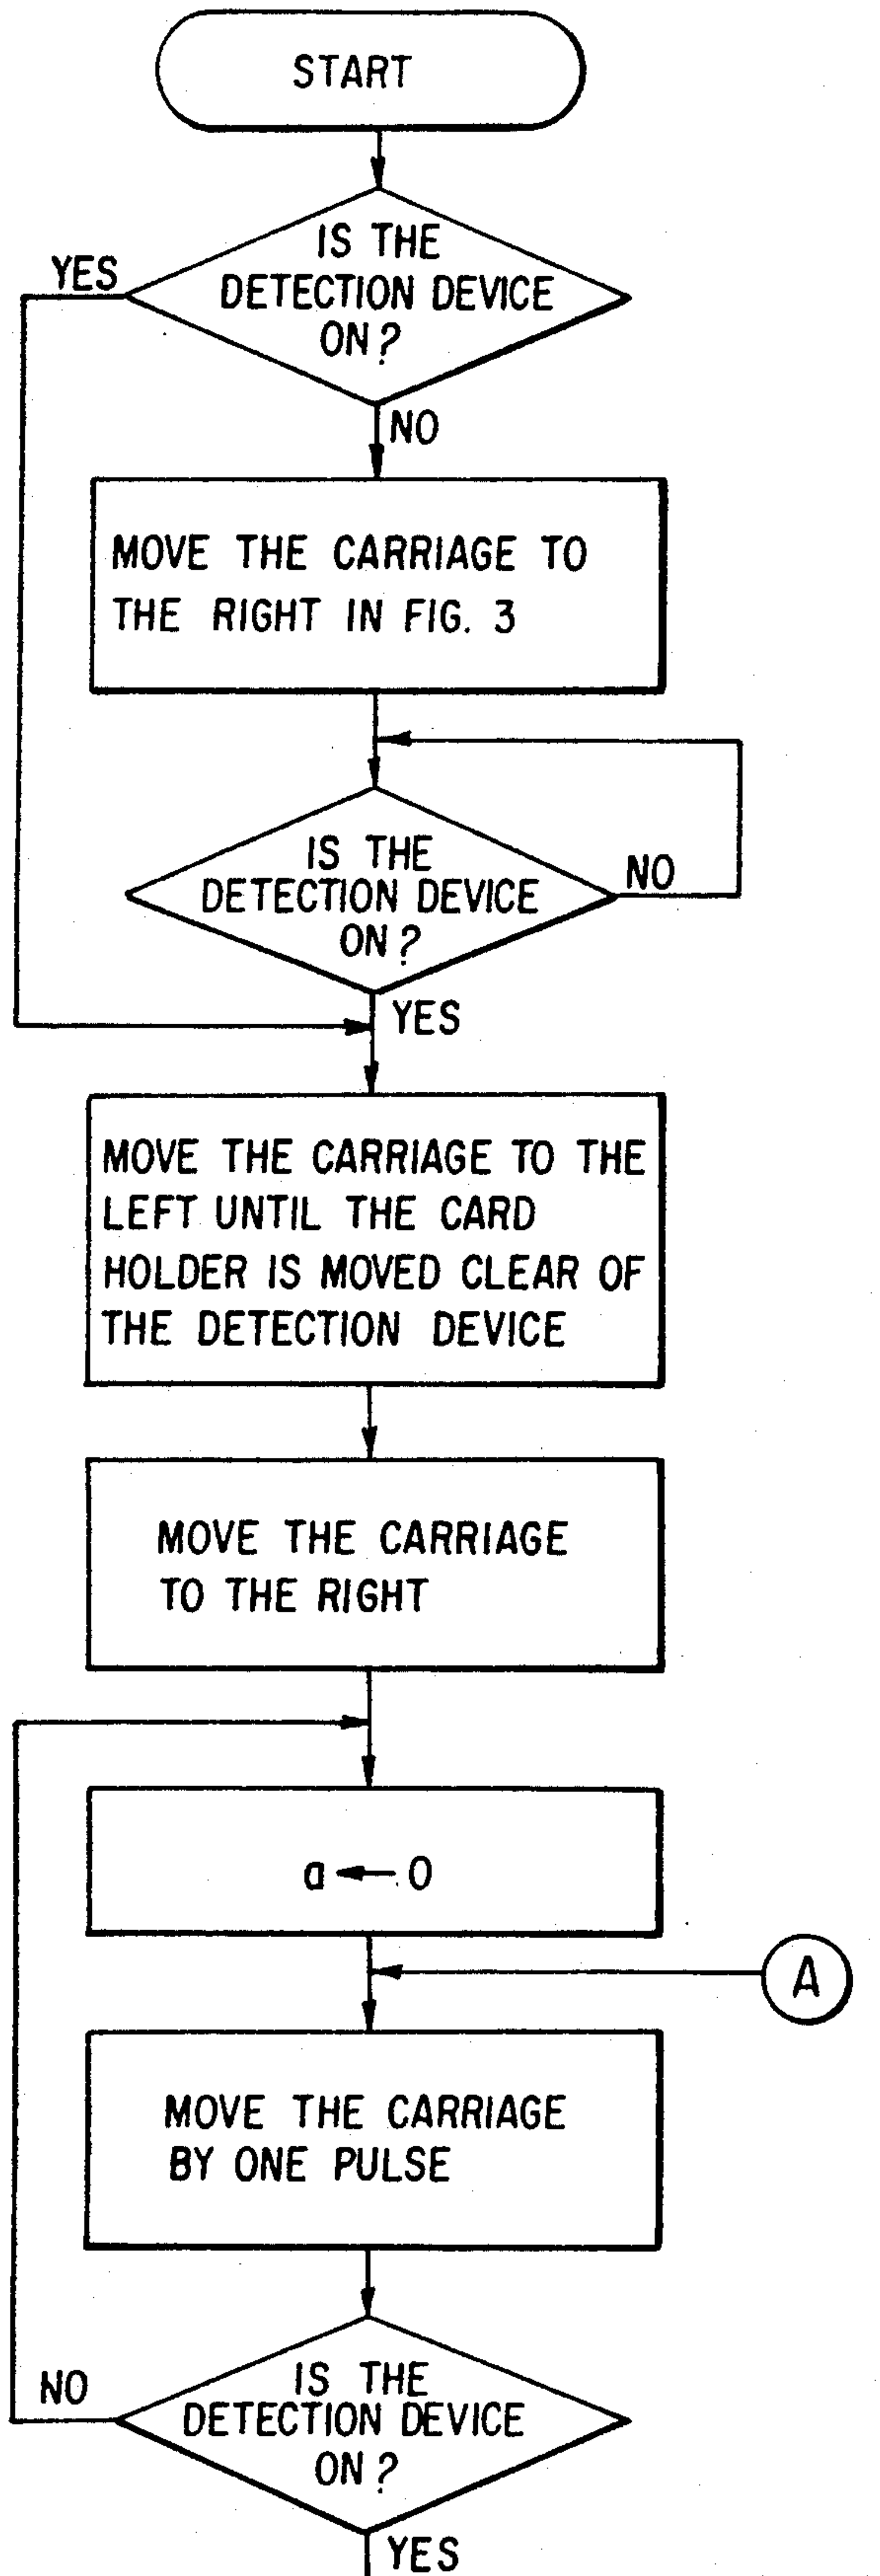 START
IS THE
DETECTION DEVICE
ON?
YES
NO
MOVE THE CARRIAGE TO
THE RIGHT IN FIG. 3
IS THE
DETECTION DEVICE
ON?
NO
YES
MOVE THE CARRIAGE TO THE
LEFT UNTIL THE CARD
HOLDER IS MOVED CLEAR OF
THE DETECTION DEVICE
MOVE THE CARRIAGE
TO THE RIGHT
a ← 0
A
MOVE THE CARRIAGE
BY ONE PULSE
IS THE
DETECTION DEVICE
ON?
NO
YES